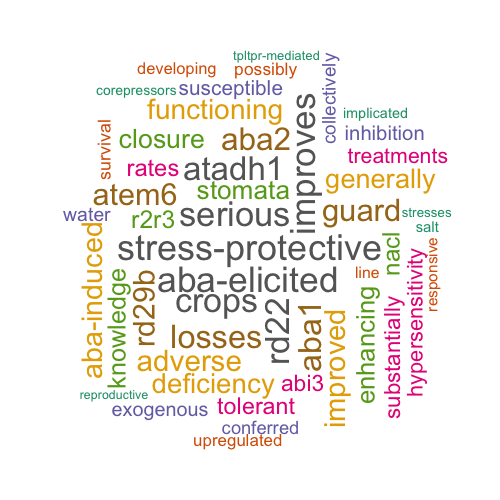 tpltpr-mediated
developing possibly
corepressors susceptible
collectively
functioning
implicated
survival
closure aba2
improves
inhibition
rates atadh1
treatments
atem6 stomata
generally
water r2r3 serious guard
stresses
salt
aba-induced
stress-protective
nacl
responsive
knowledge
rd29b
aba-elicited
line
hypersensitivity
crops
rd22
substantially
enhancing
losses
aba1
improved
adverse
reproductive
deficiency abi3
exogenous tolerant
conferred
upregulated